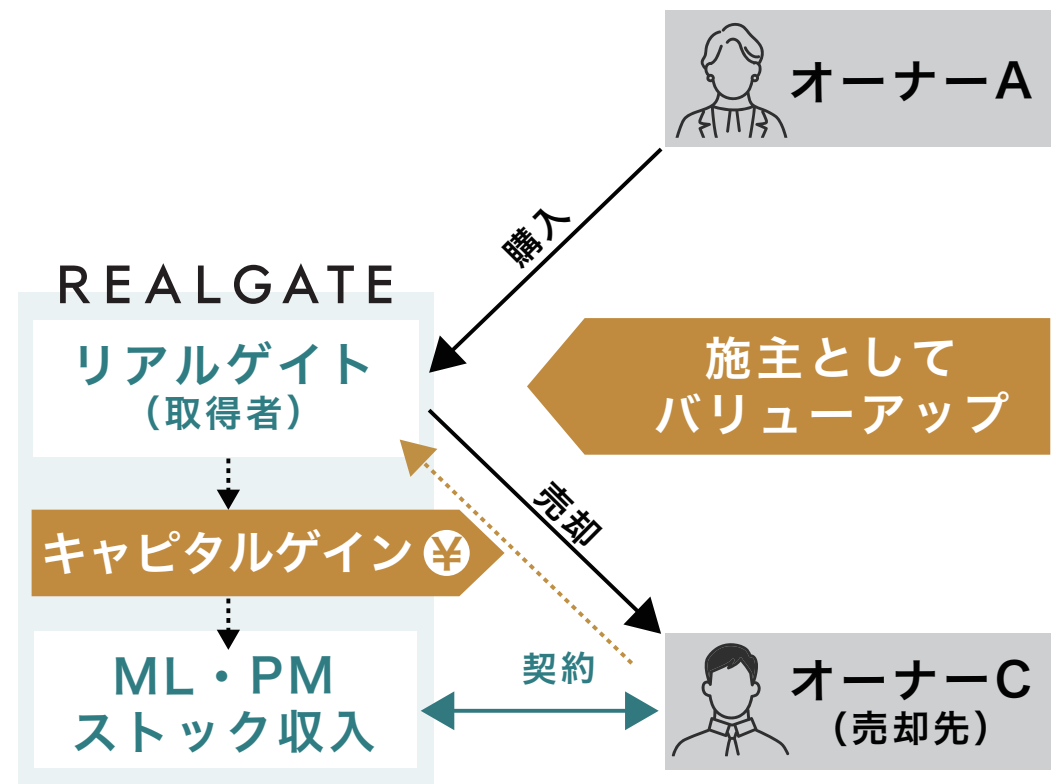 オーナーA
購入
REALGATE
リアルゲイト
（取得者）
施主として
バリューアップ
売却
キャピタルゲイン ¥
契約
ML・PM
ストック収入
オーナーC
（売却先）